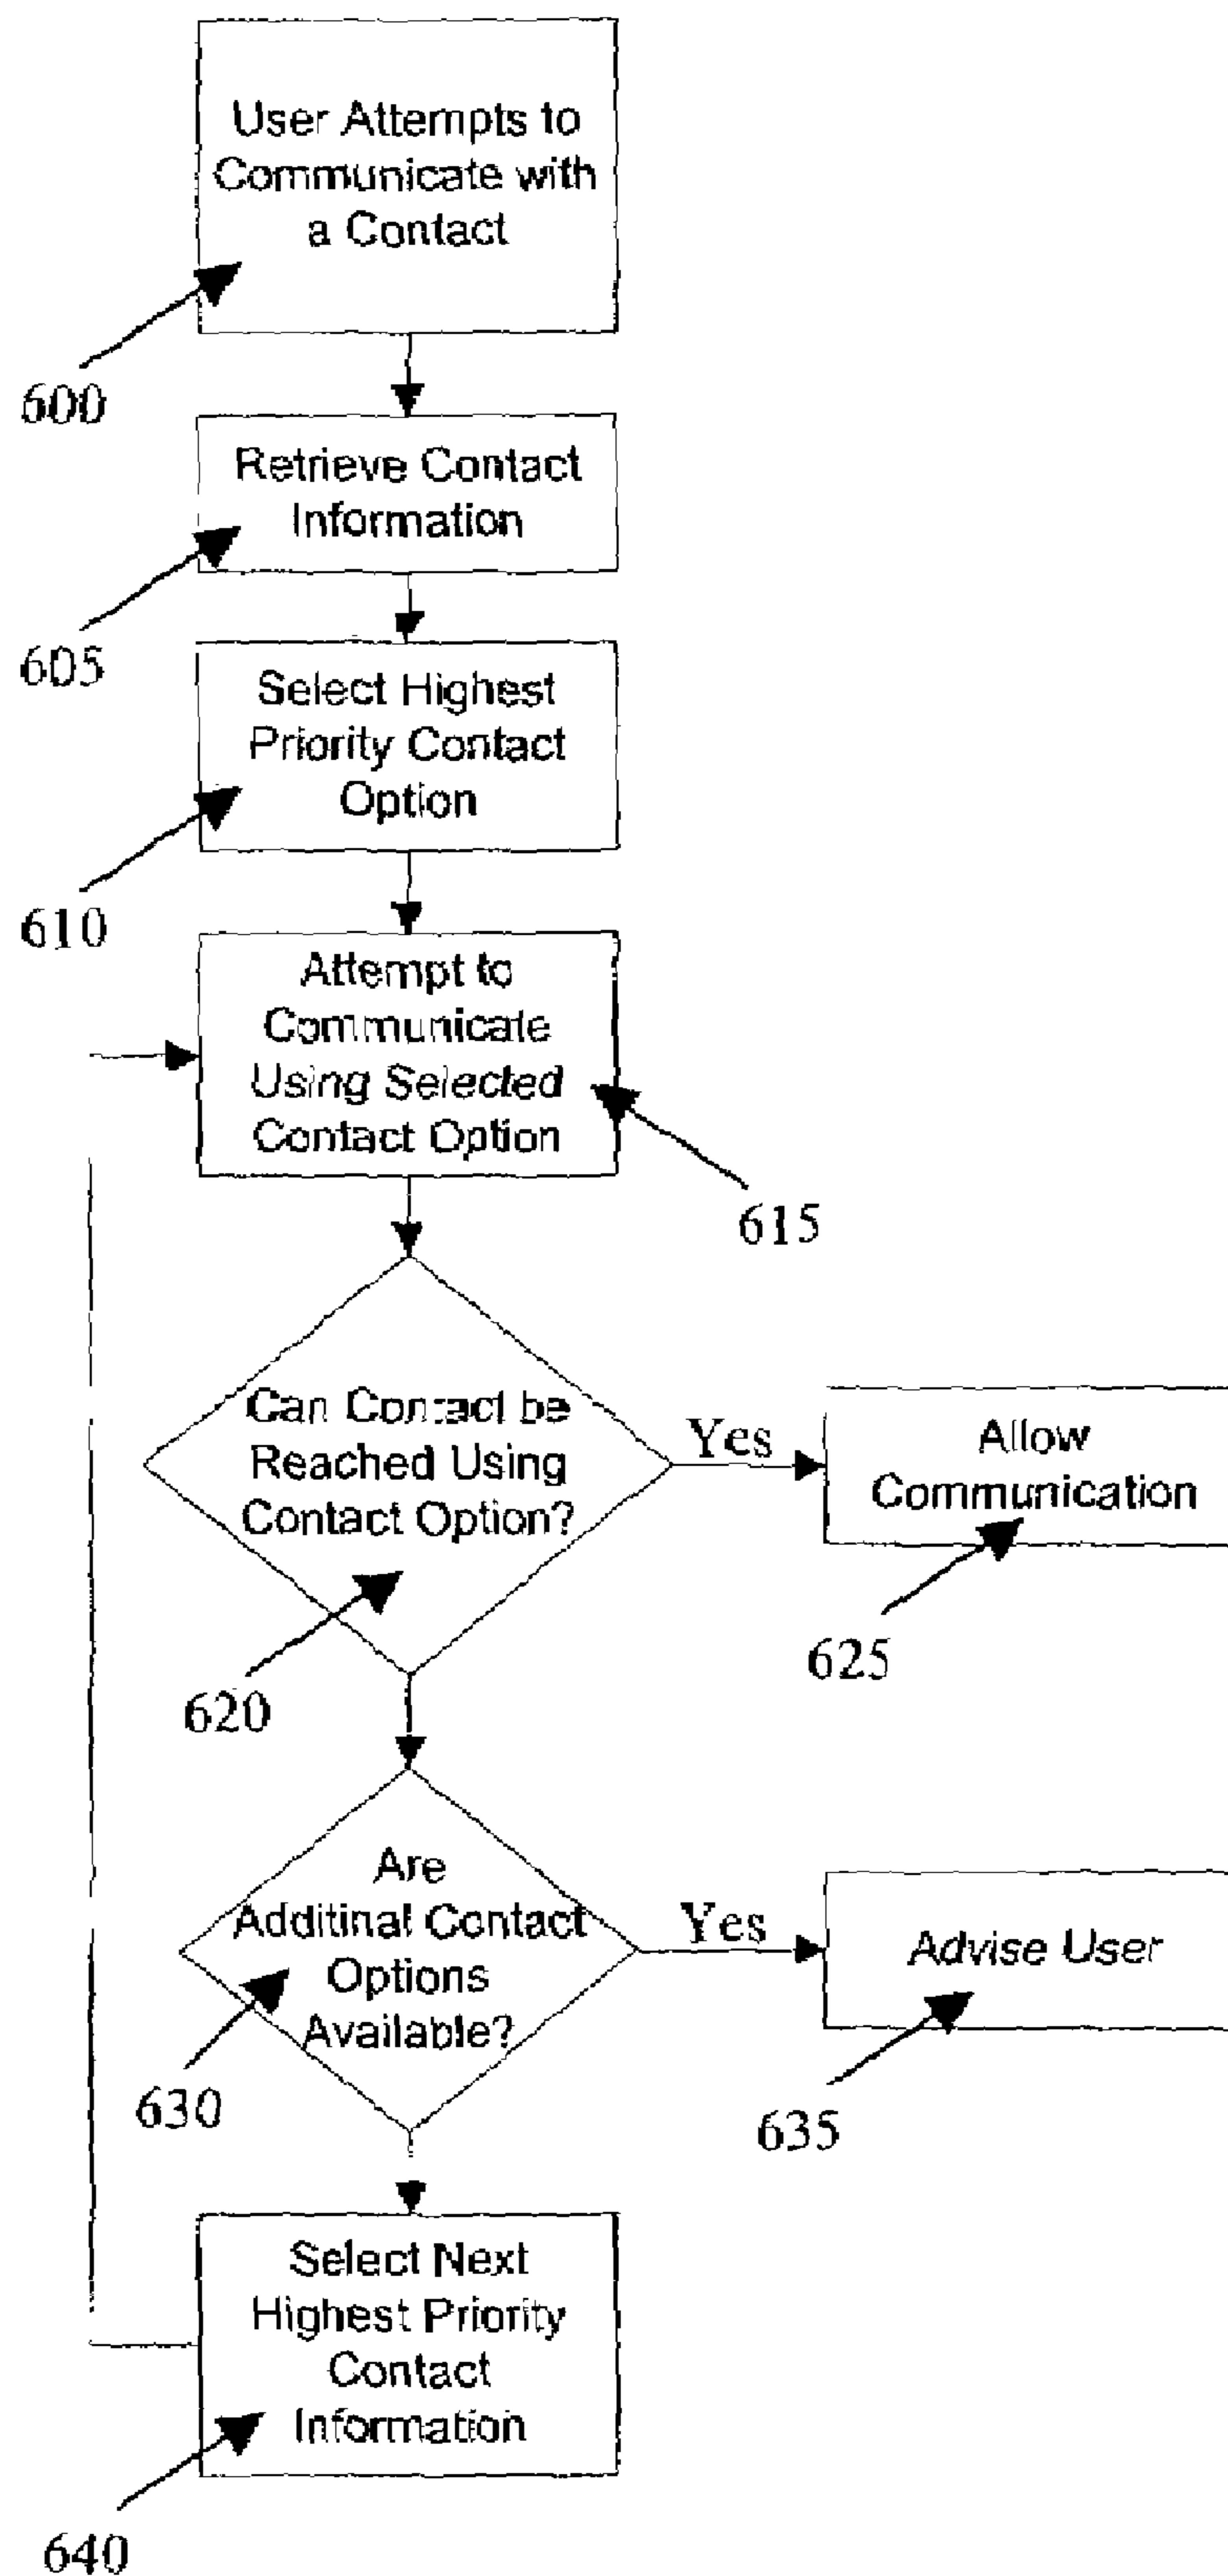 User Attempts to
Communicate with
a Contact
600
Retrieve Contact
Information
605
Select Highest
Priority Contact
Option
610
Attempt to
Communicate
Using Selected
Contact Option
615
Can Contact be
Reached Using
Contact Option?
Yes
Allow
Communication
620
625
Are
Additinal Contact
Options
Available?
Yes
Advise User
630
635
Select Next
Highest Priority
Contact
Information
640